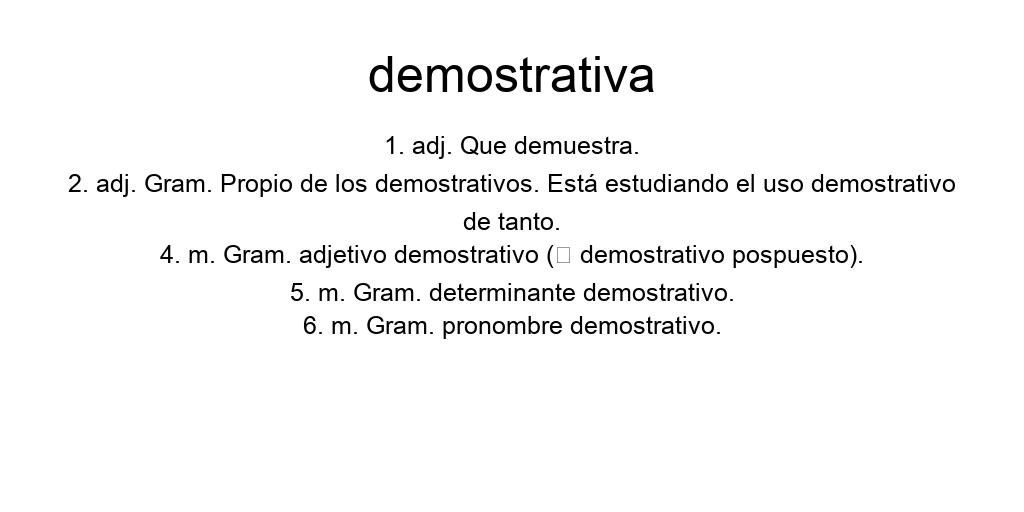 demostrativa
1. adj. Que demuestra.
2. adj. Gram. Propio de los demostrativos. Está estudiando el uso demostrativo
de tanto.
4. m. Gram. adjetivo demostrativo (▯ demostrativo pospuesto).
5. m. Gram. determinante demostrativo.
6. m. Gram. pronombre demostrativo.